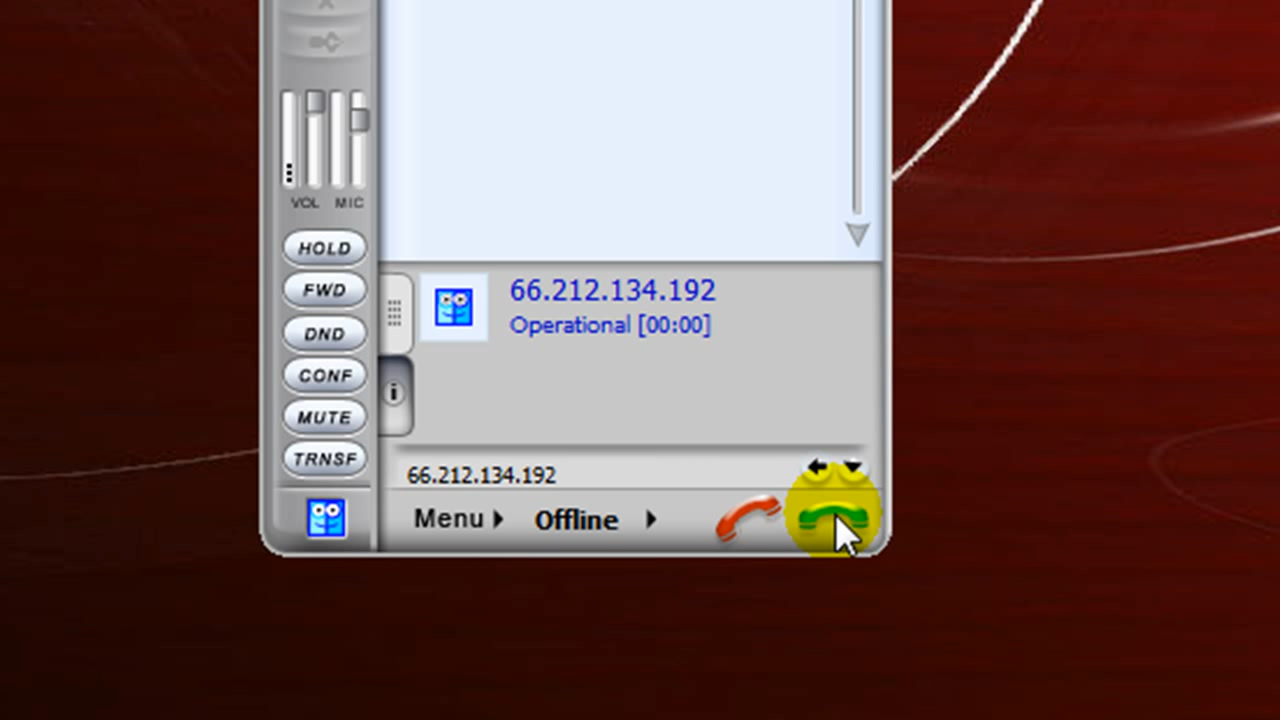 VOL MIC
HOLD
FWD
DND
CONF
MUTE
TRNSF
66.212.134.192
Operational [00:00]
i
66.212.134.192
Menu Offline